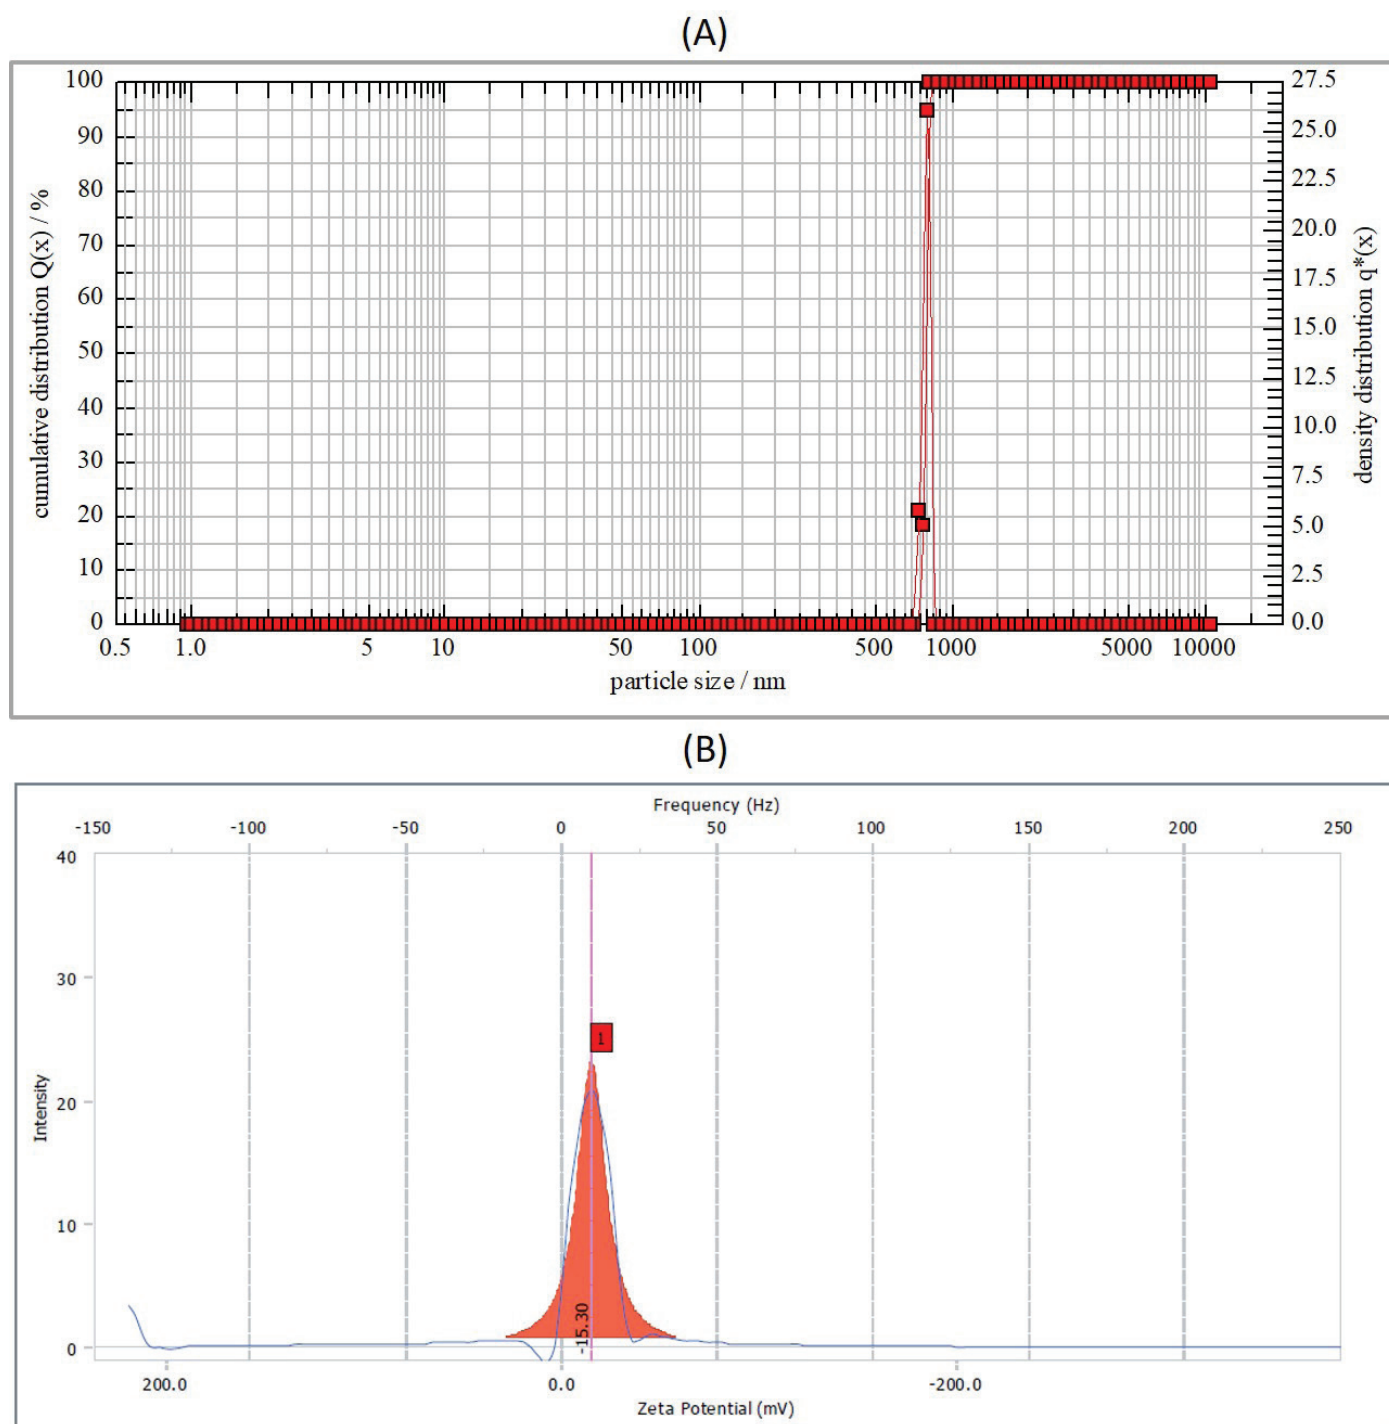 (A)
cumulative distribution Q(x) / %
100
90
80
70
60
50
40
30
20
10
0
27.5
25.0
22.5
20.0
17.5
15.0
12.5
10.0
7.5
5.0
2.5
0.0
density distribution q*(x)
0.5 1.0 5 10 50 100 500 1000 5000 10000
particle size / nm
(B)
Frequency (Hz)
-150 -100 -50 0 50 100 150 200 250
Intensity
40
30
20
10
0
1
-15.30
200.0 0.0 -200.0
Zeta Potential (mV)